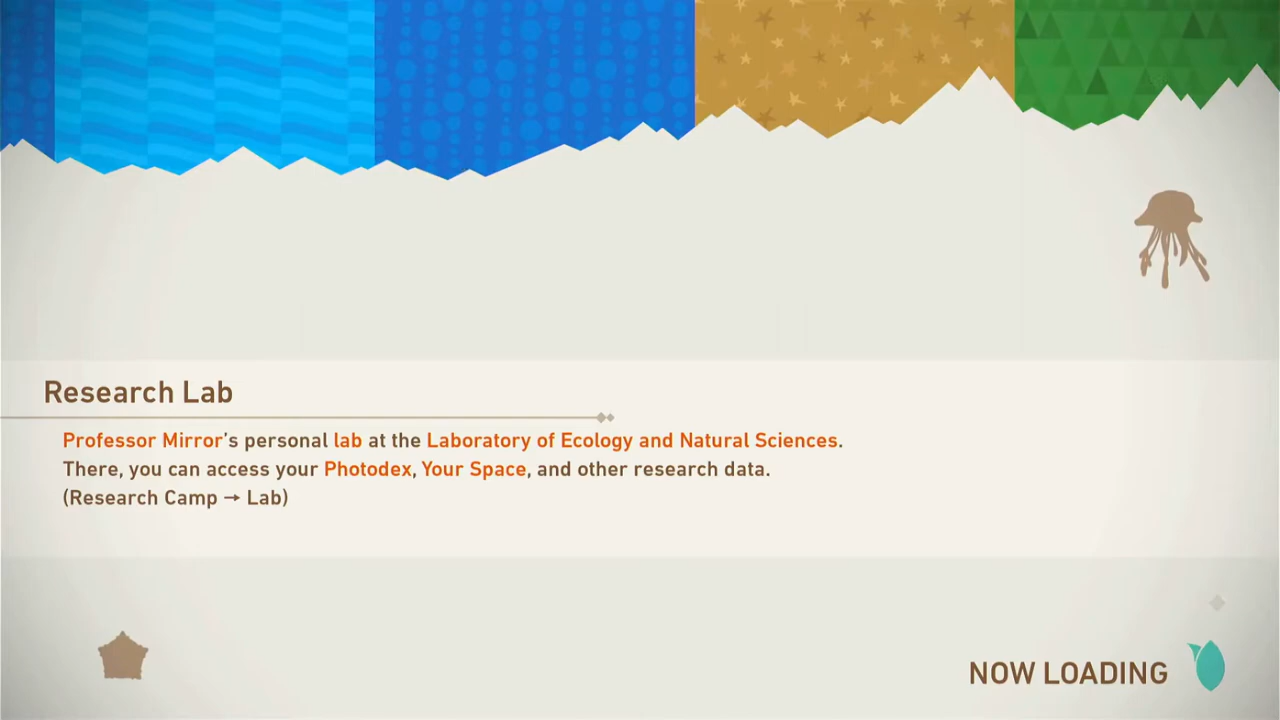 Research Lab
Professor Mirror's personal lab at the Laboratory of Ecology and Natural Sciences.
There, you can access your Photodex, Your Space, and other research data.
(Research Camp → Lab)
NOW LOADING